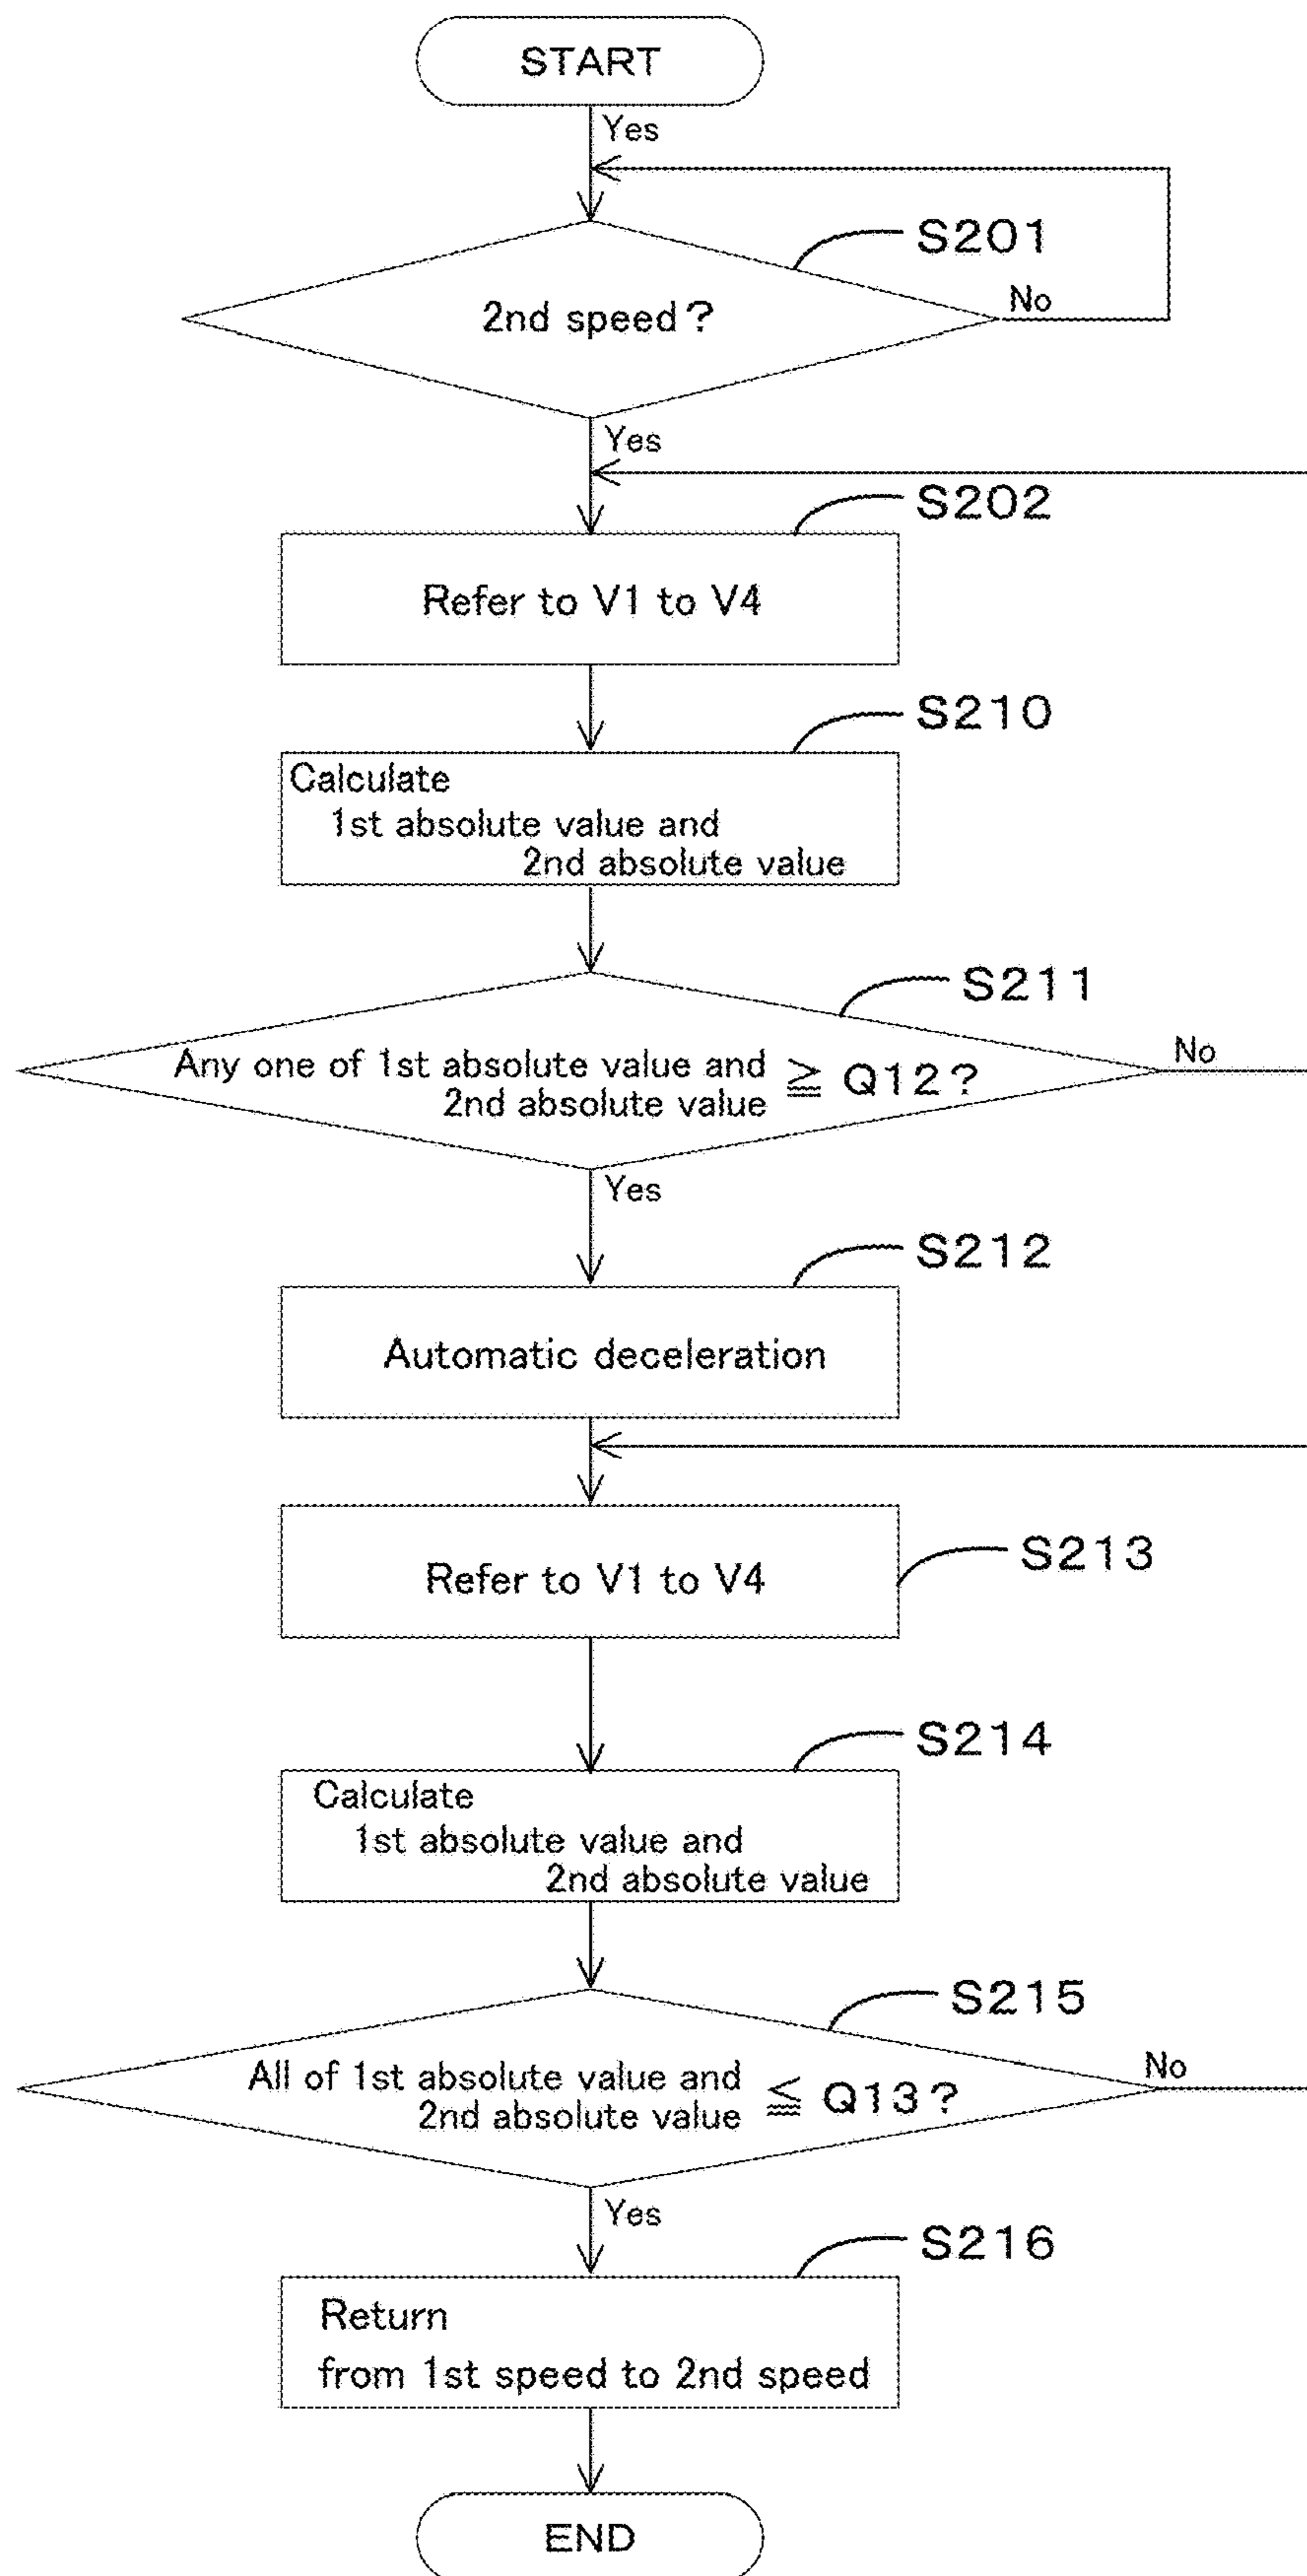 START
Yes
S201
2nd speed?
No
Yes
S202
Refer to V1 to V4
S210
Calculate
1st absolute value and
2nd absolute value
S211
Any one of 1st absolute value and
2nd absolute value
≧ Q12?
No
Yes
S212
Automatic deceleration
Refer to V1 to V4
S213
S214
Calculate
1st absolute value and
2nd absolute value
S215
All of 1st absolute value and
2nd absolute value
≦ Q13?
No
Yes
S216
Return
from 1st speed to 2nd speed
END